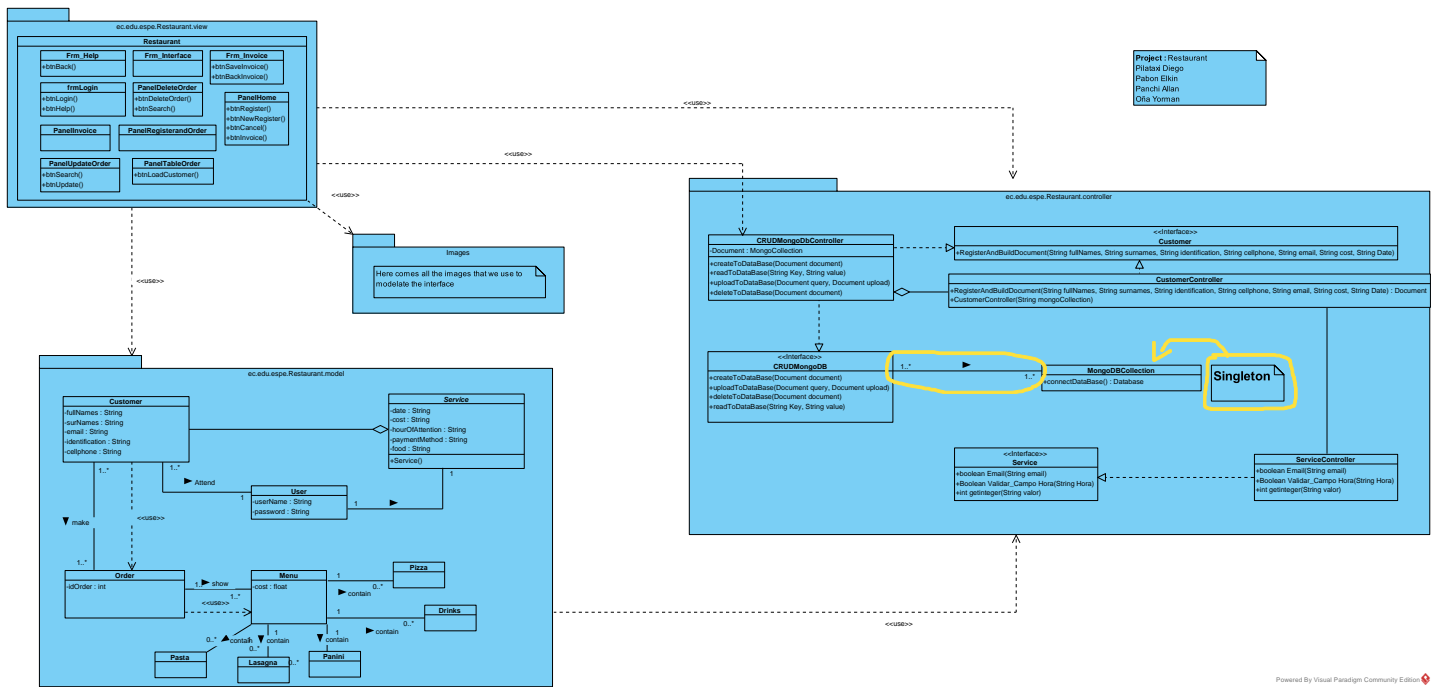 ec.edu.espe.Restaurant.view
Restaurant
Frm_Help
+btnBack()
Frm_Interface
Frm_Invoice
+btnSaveInvoice()
+btnBackInvoice()
frmLogin
+btnLogin()
+btnHelp()
PanelDeleteOrder
+btnDeleteOrder()
+btnSearch()
PanelHome
+btnRegister()
+btnNewRegister()
+btnCancel()
+btnInvoice()
PanelInvoice
PanelRegisterandOrder
PanelUpdateOrder
+btnSearch()
+btnUpdate()
PanelTableOrder
+btnLoadCustomer()
<<use>>
<<use>>
<<use>>
<<use>>
Project : Restaurant
Pilataxi Diego
Pabon Elkin
Panchi Allan
Oña Yorman
Images
Here comes all the images that we use to
modelate the interface
ec.edu.espe.Restaurant.controller
CRUDMongoDbController
-Document : MongoCollection
+createToDataBase(Document document)
+readToDataBase(String Key, String value)
+uploadToDataBase(Document query, Document upload)
+deleteToDataBase(Document document)
<<Interface>>
Customer
+RegisterAndBuildDocument(String fullNames, String surnames, String identification, String cellphone, String email, String cost, String Date)
CustomerController
+RegisterAndBuildDocument(String fullNames, String surnames, String identification, String cellphone, String email, String cost, String Date) : Document
+CustomerController(String mongoCollection)
<<Interface>>
CRUDMongoDB
+createToDataBase(Document document)
+uploadToDataBase(Document query, Document upload)
+deleteToDataBase(Document document)
+readToDataBase(String Key, String value)
1..*
1..*
MongoDBCollection
+connectDataBase() : Database
Singleton
<<Interface>>
Service
+boolean Email(String email)
+Boolean Validar_Campo Hora(String Hora)
+int getinteger(String valor)
ServiceController
+boolean Email(String email)
+Boolean Validar_Campo Hora(String Hora)
+int getinteger(String valor)
ec.edu.espe.Restaurant.model
Customer
-fullNames : String
-surNames : String
-email : String
-identification : String
-cellphone : String
Service
-date : String
-cost : String
-hourOfAttention : String
-paymentMethod : String
-food : String
+Service()
1..*
1..*
Attend
1
User
-userName : String
-password : String
1
1
make
<<use>>
1..*
Order
-idOrder : int
1..
show
1..*
<<use>>
Menu
-cost : float
1
0..*
contain
Pizza
1
0..*
contain
Drinks
0..*
contain
1
Pasta
1
contain
0..*
Lasagna
1
contain
0..*
Panini
<<use>>
Powered By Visual Paradigm Community Edition